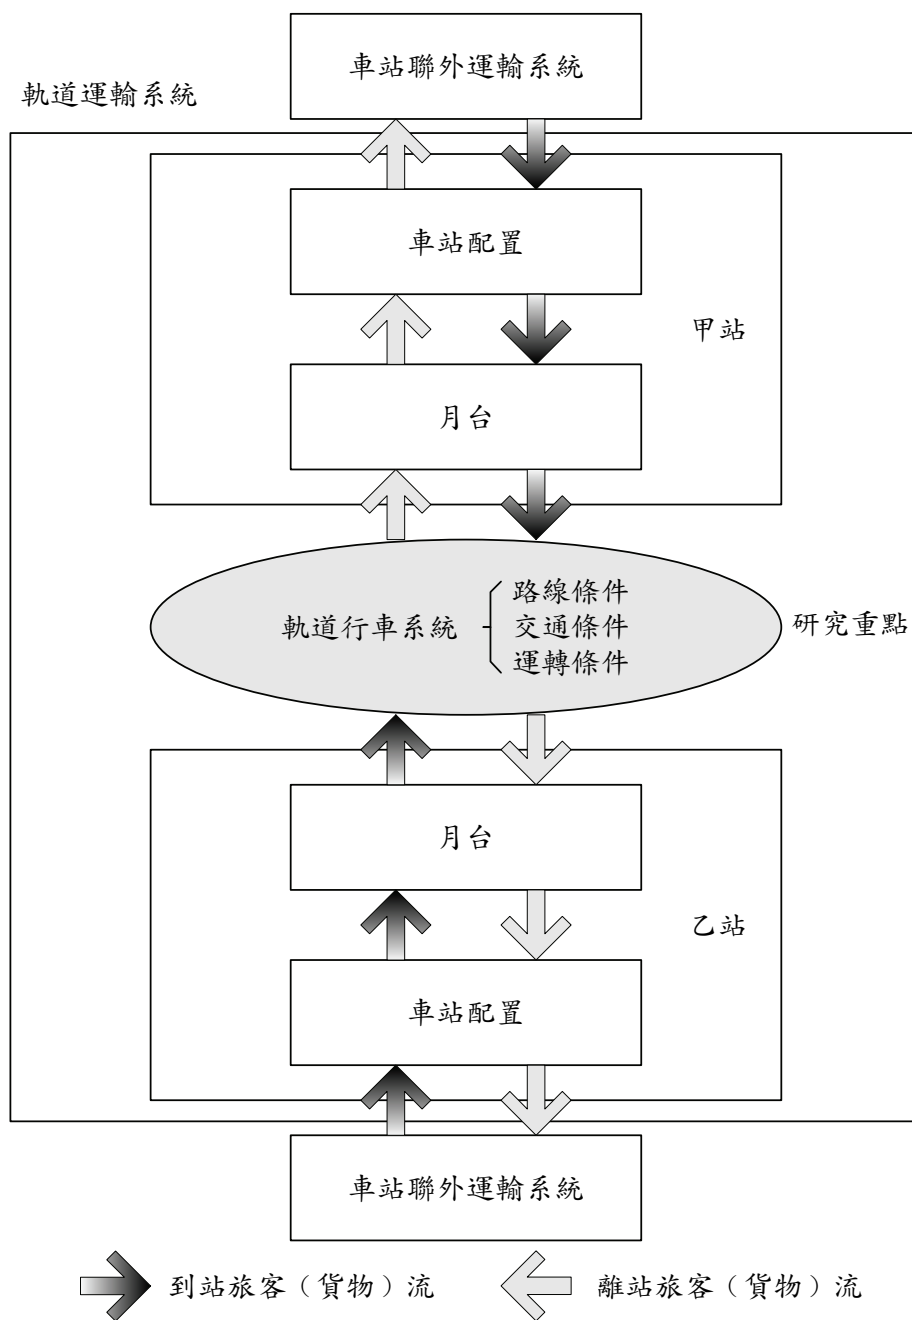 車站聯外運輸系統
軌道運輸系統
車站配置
甲站
月台
軌道行車系統
路線條件
交通條件
運轉條件
研究重點
月台
乙站
車站配置
車站聯外運輸系統
到站旅客（貨物）流
離站旅客（貨物）流